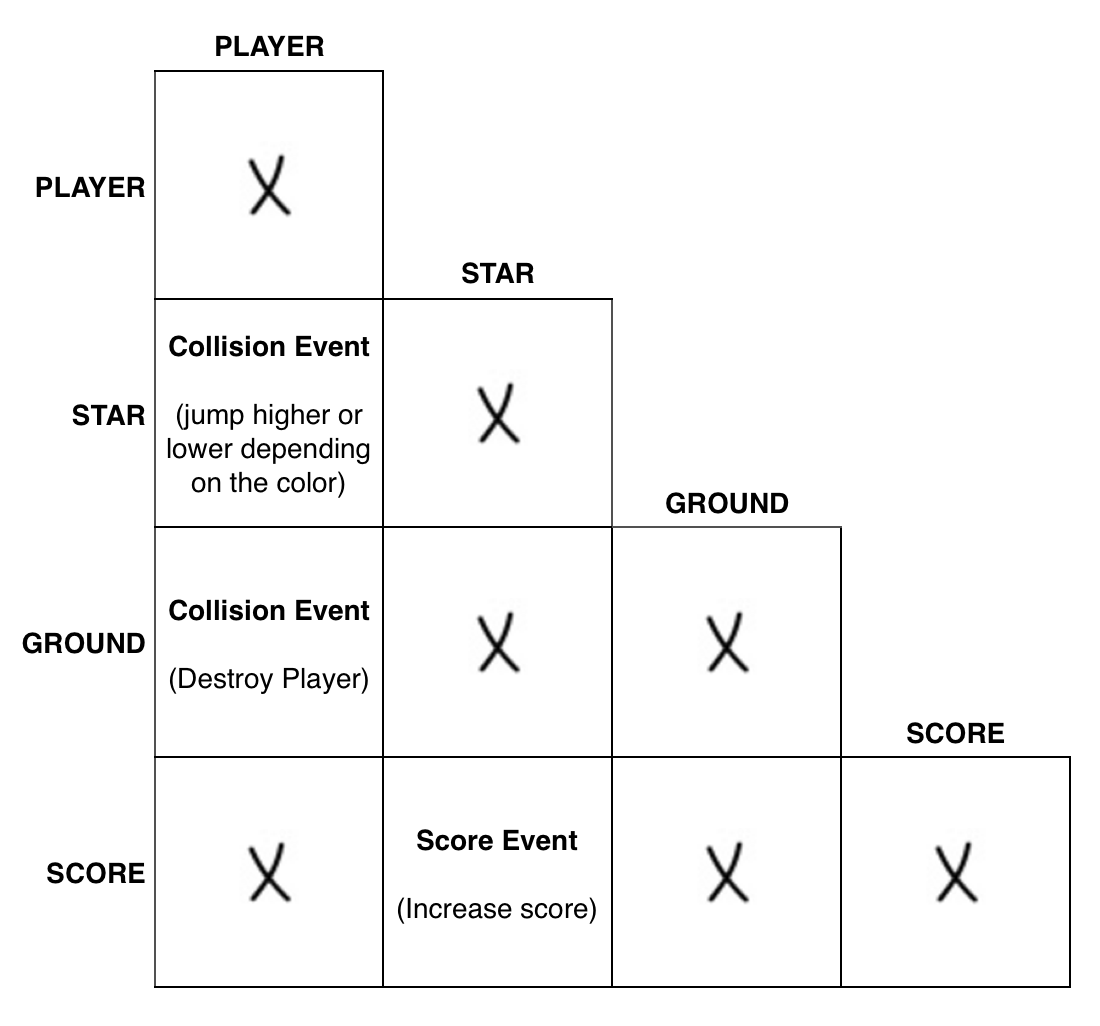 PLAYER
PLAYER
X
STAR
STAR
Collision Event
(jump higher or
lower depending
on the color)
X
GROUND
GROUND
Collision Event
(Destroy Player)
X
X
SCORE
SCORE
X
Score Event
(Increase score)
X
X